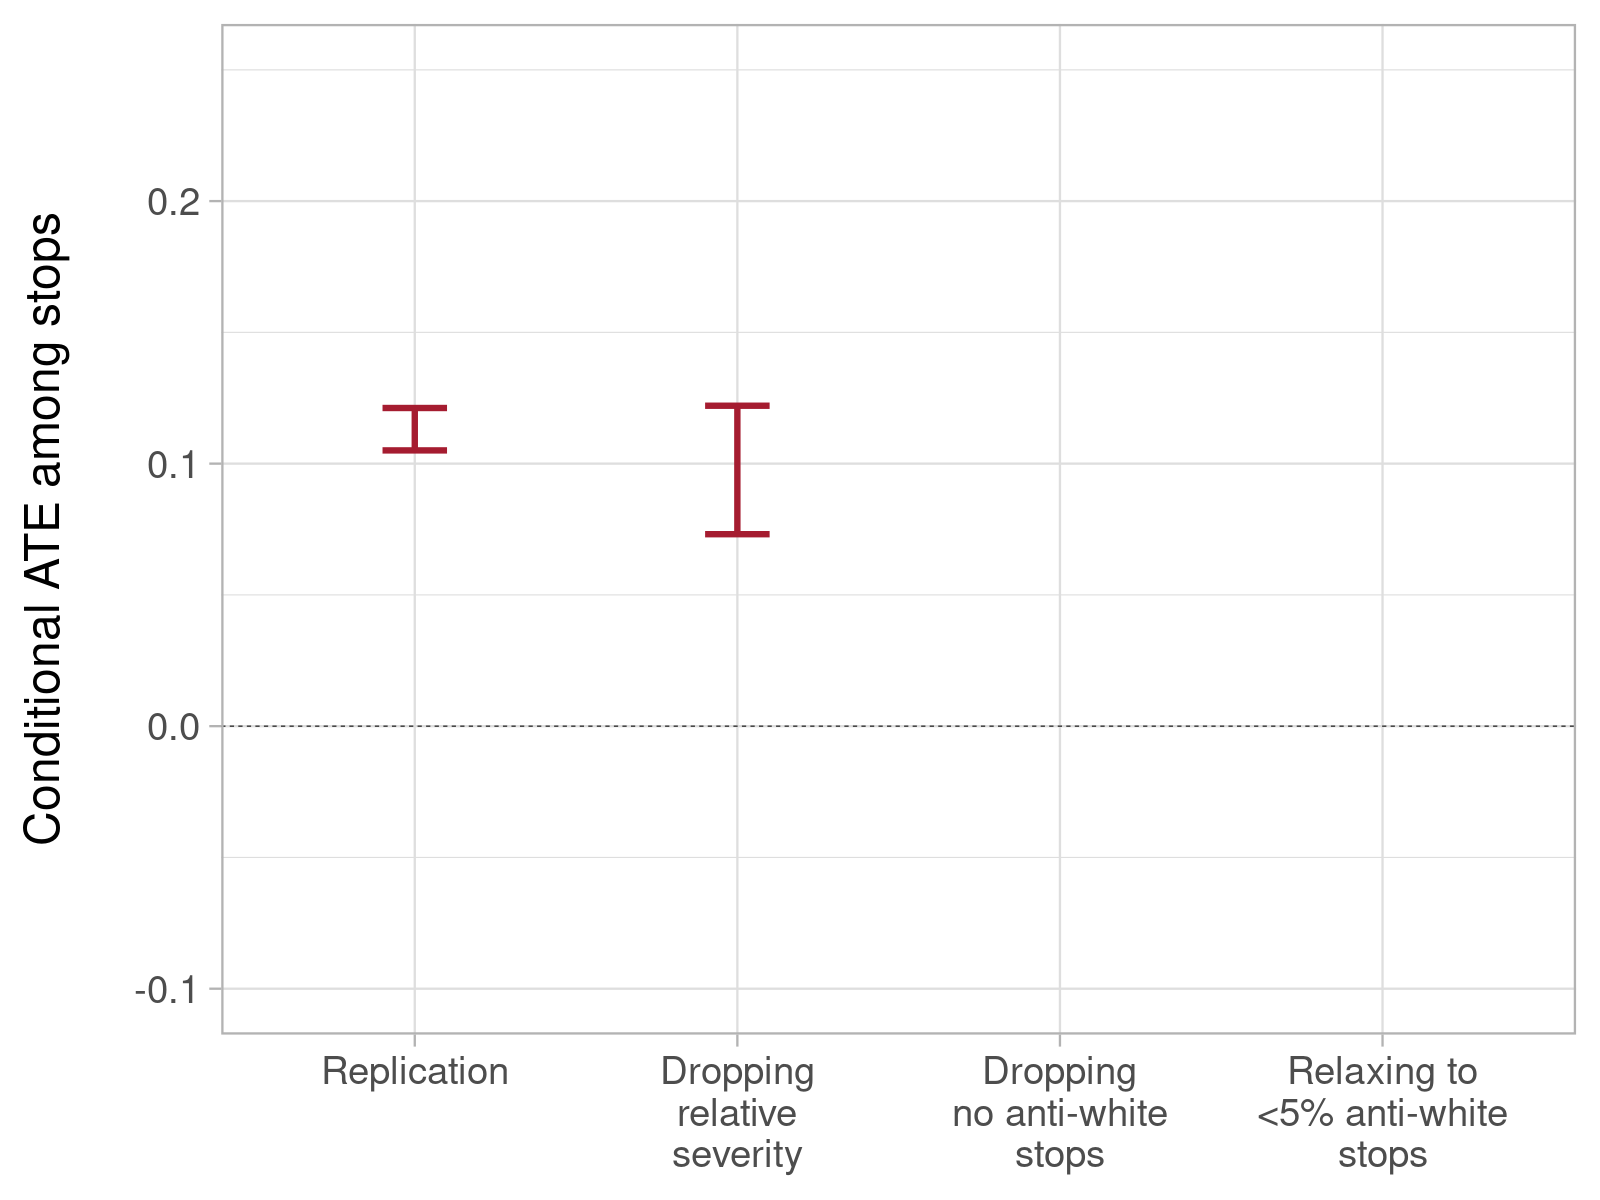 Conditional ATE among stops
0.2
0.1
0.0
-0.1
Replication
Dropping
relative
severity
Dropping
no anti-white
stops
Relaxing to
<5% anti-white
stops